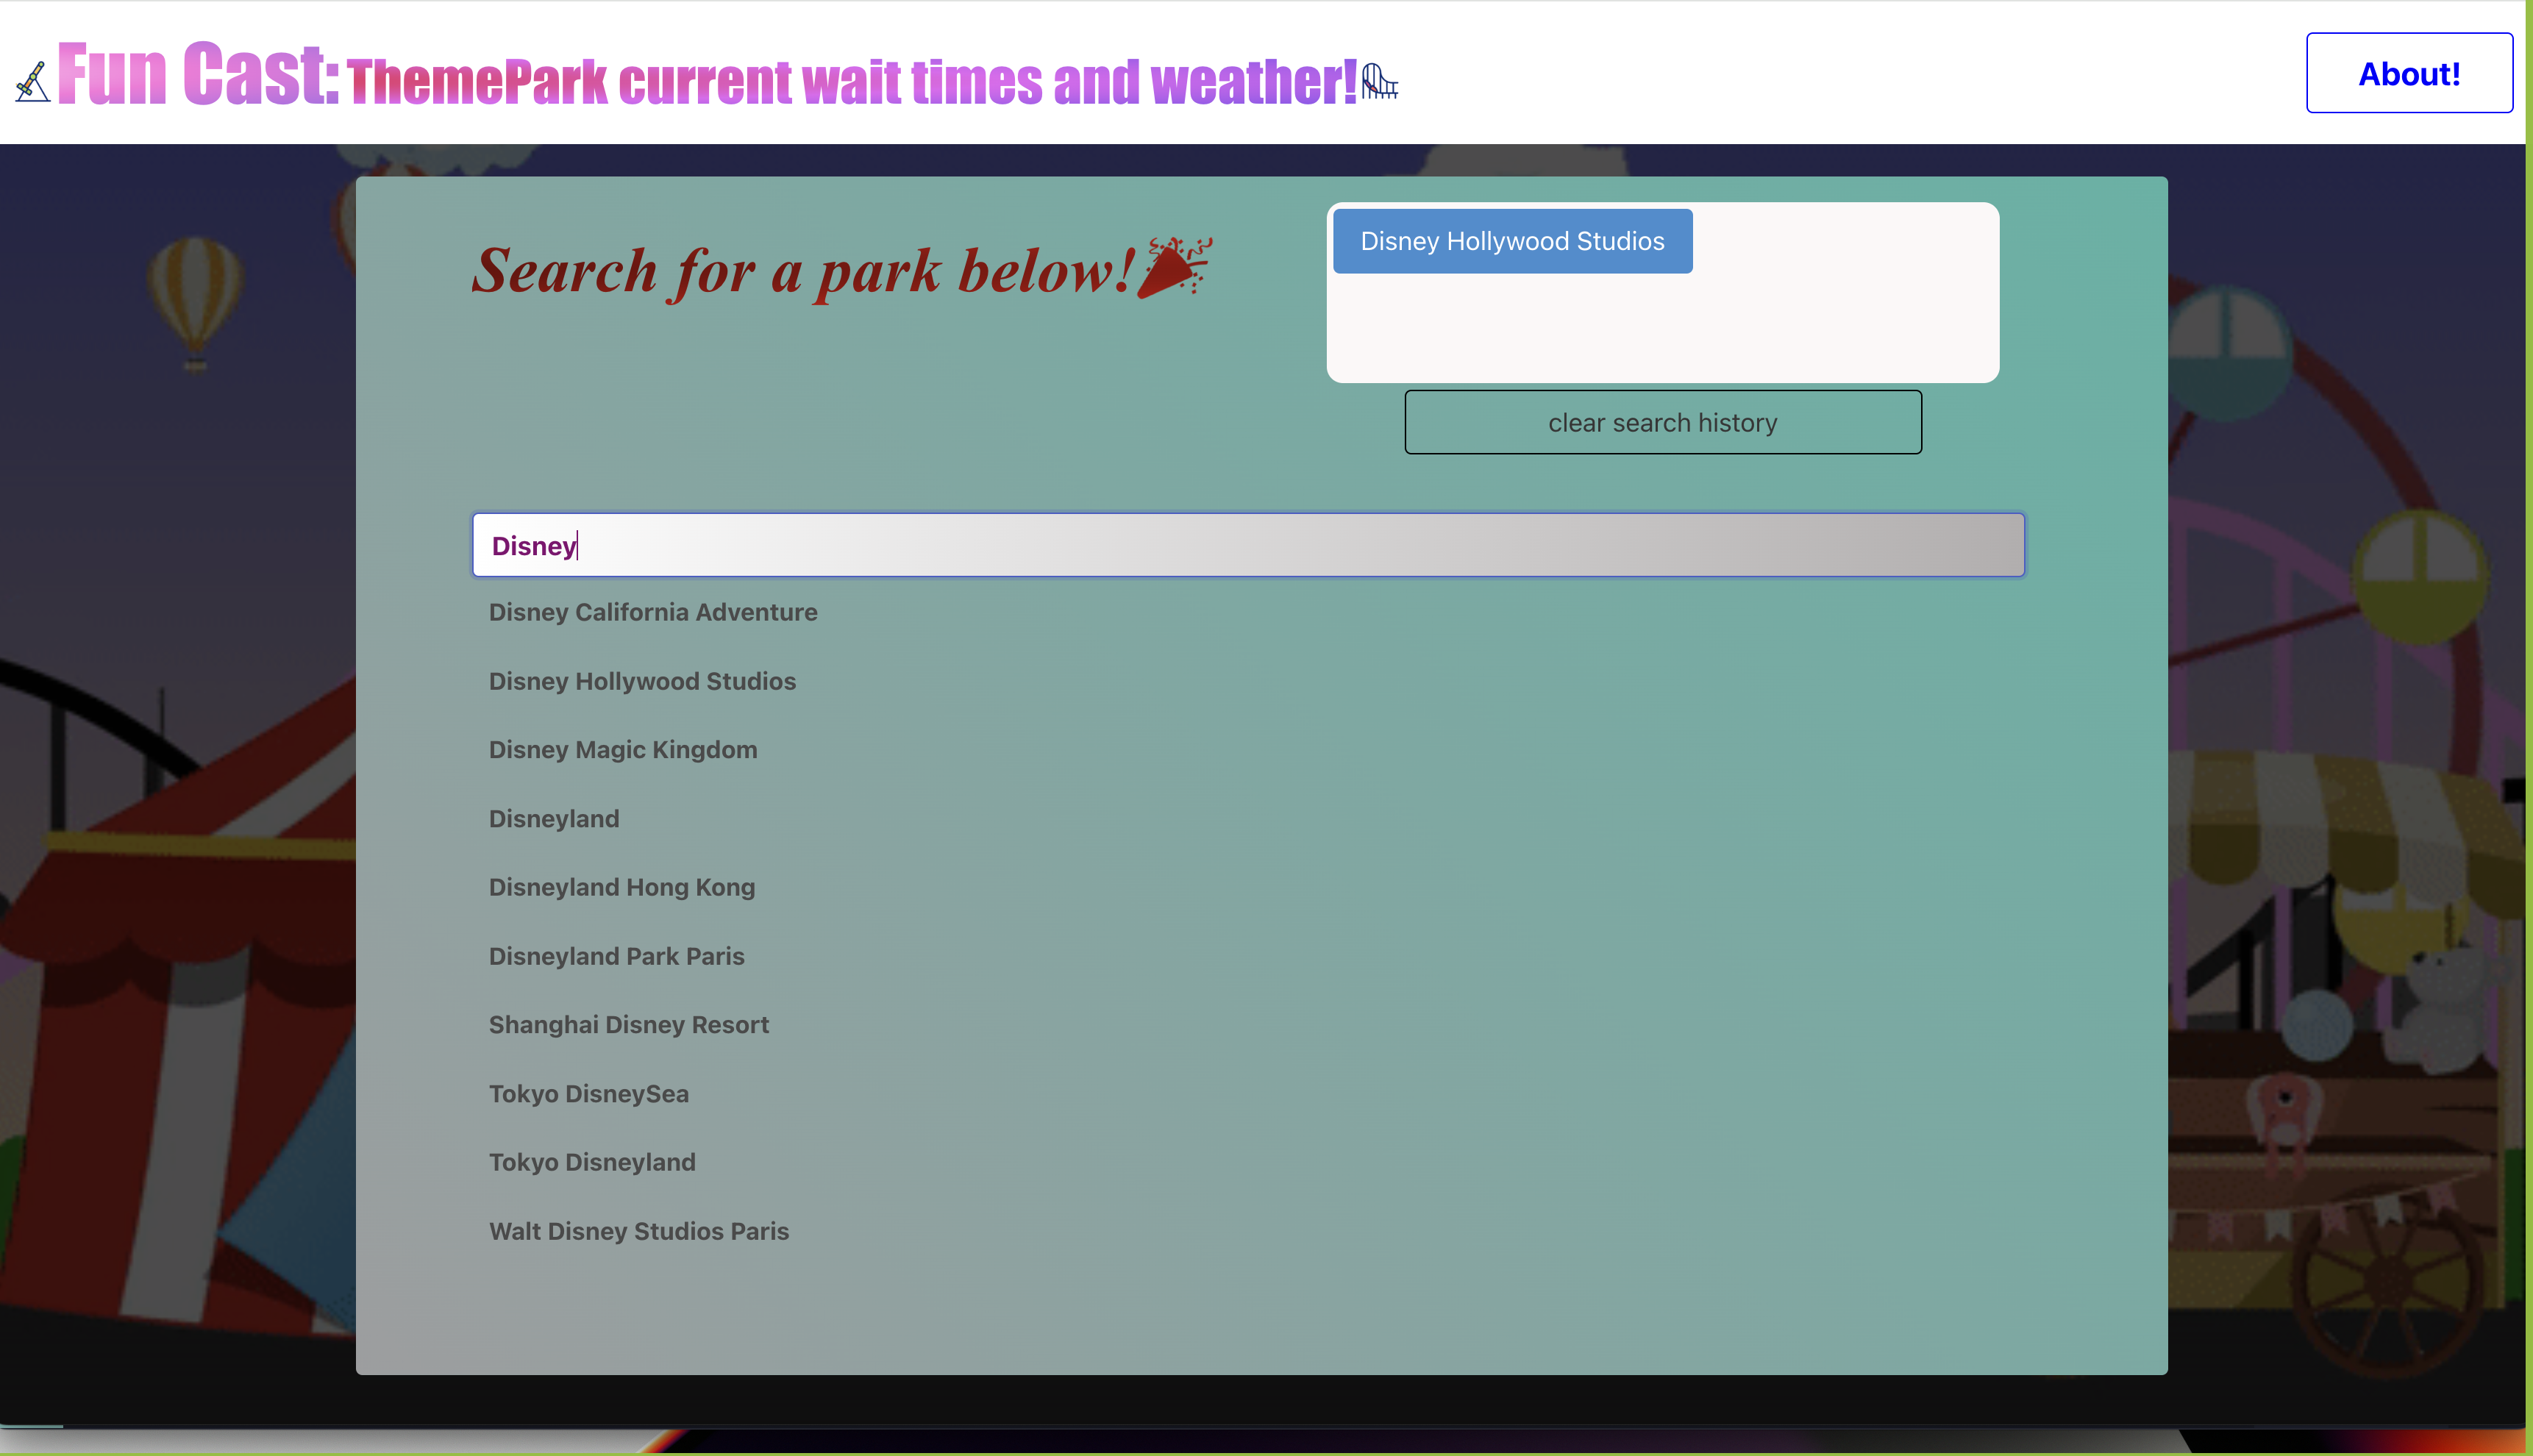 Fun Cast: ThemePark current wait times and weather!
About!
Search for a park below!
Disney Hollywood Studios
clear search history
Disney
Disney California Adventure
Disney Hollywood Studios
Disney Magic Kingdom
Disneyland
Disneyland Hong Kong
Disneyland Park Paris
Shanghai Disney Resort
Tokyo DisneySea
Tokyo Disneyland
Walt Disney Studios Paris